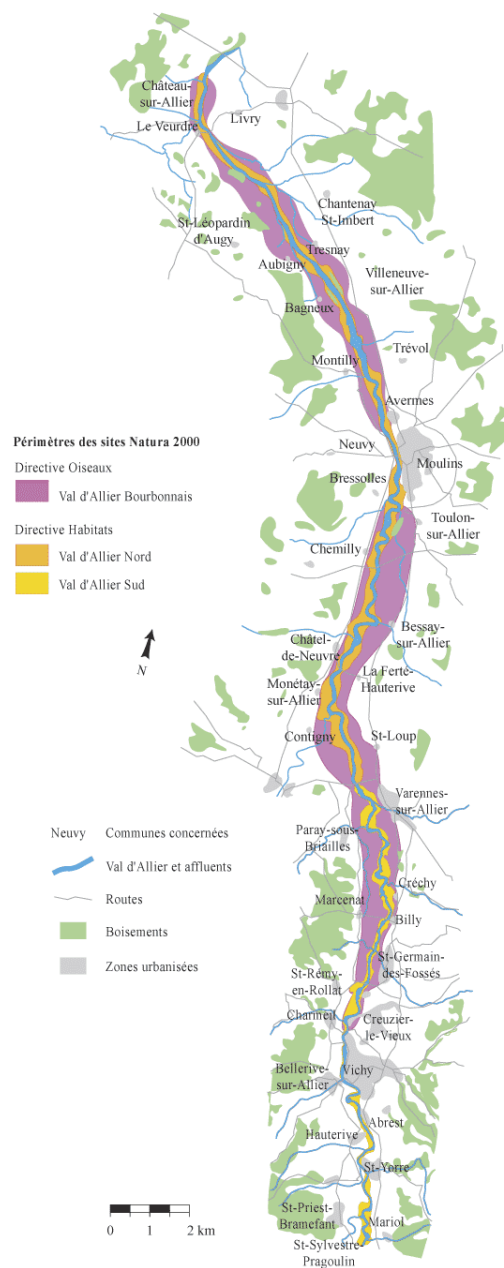 Château-
sur-Allier
Livry
Le Veurdre
Chantenay
St-Imbert
St-Léopardin
d'Augy
Tresnay
Aubigny
Villeneuve-
sur-Allier
Bagneux
Trévol
Montilly
Avermes
Neuvy
Moulins
Bressolles
Périmètres des sites Natura 2000
Directive Oiseaux
Val d'Allier Bourbonnais
Directive Habitats
Val d'Allier Nord
Val d'Allier Sud
N
Toulon-
sur-Allier
Chemilly
Bessay-
sur-Allier
Châtel-
de-Neuvre
La Ferté-
Hauterive
Monétay-
sur-Allier
Contigny
St-Loup
Varennes-
sur-Allier
Paray-sous-
Briailles
Créchy
Marcenat
Billy
St-Germain-
des-Fossés
St-Rémy-
en-Rollat
Charmeil
Creuzier-
le-Vieux
Bellerive-
sur-Allier
Vichy
Abrest
Hauterive
St-Yorre
St-Priest-
Bramefant
Mariol
St-Sylvestre-
Pragoulin
Neuvy Communes concernées
Val d'Allier et affluents
Routes
Boisements
Zones urbanisées
0 1 2 km